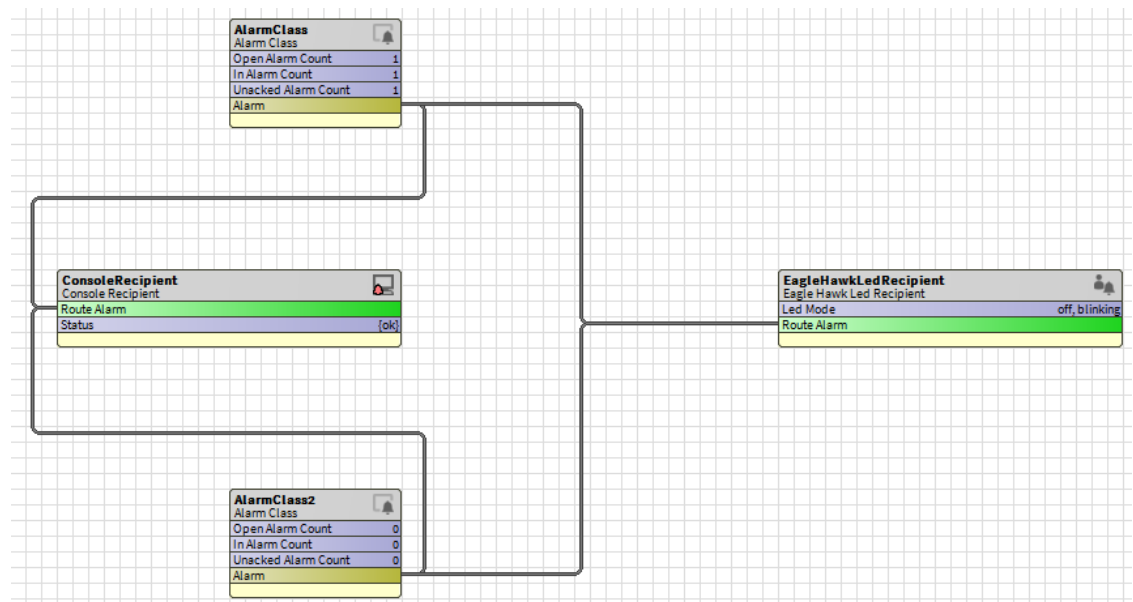 AlarmClass
Alarm Class
Open Alarm Count 1
In Alarm Count 1
Unacked Alarm Count 1
Alarm
ConsoleRecipient
Console Recipient
Route Alarm
Status {ok}
EagleHawkLedRecipient
Eagle Hawk Led Recipient
Led Mode off, blinking
Route Alarm
AlarmClass2
Alarm Class
Open Alarm Count 0
In Alarm Count 0
Unacked Alarm Count 0
Alarm